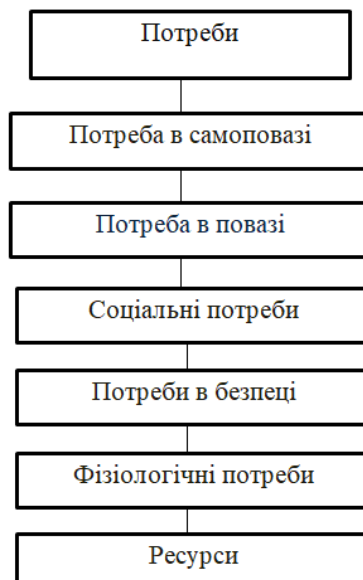 Потреби
Потреба в самоповазі
Потреба в повазі
Соціальні потреби
Потреби в безпеці
Фізіологічні потреби
Ресурси